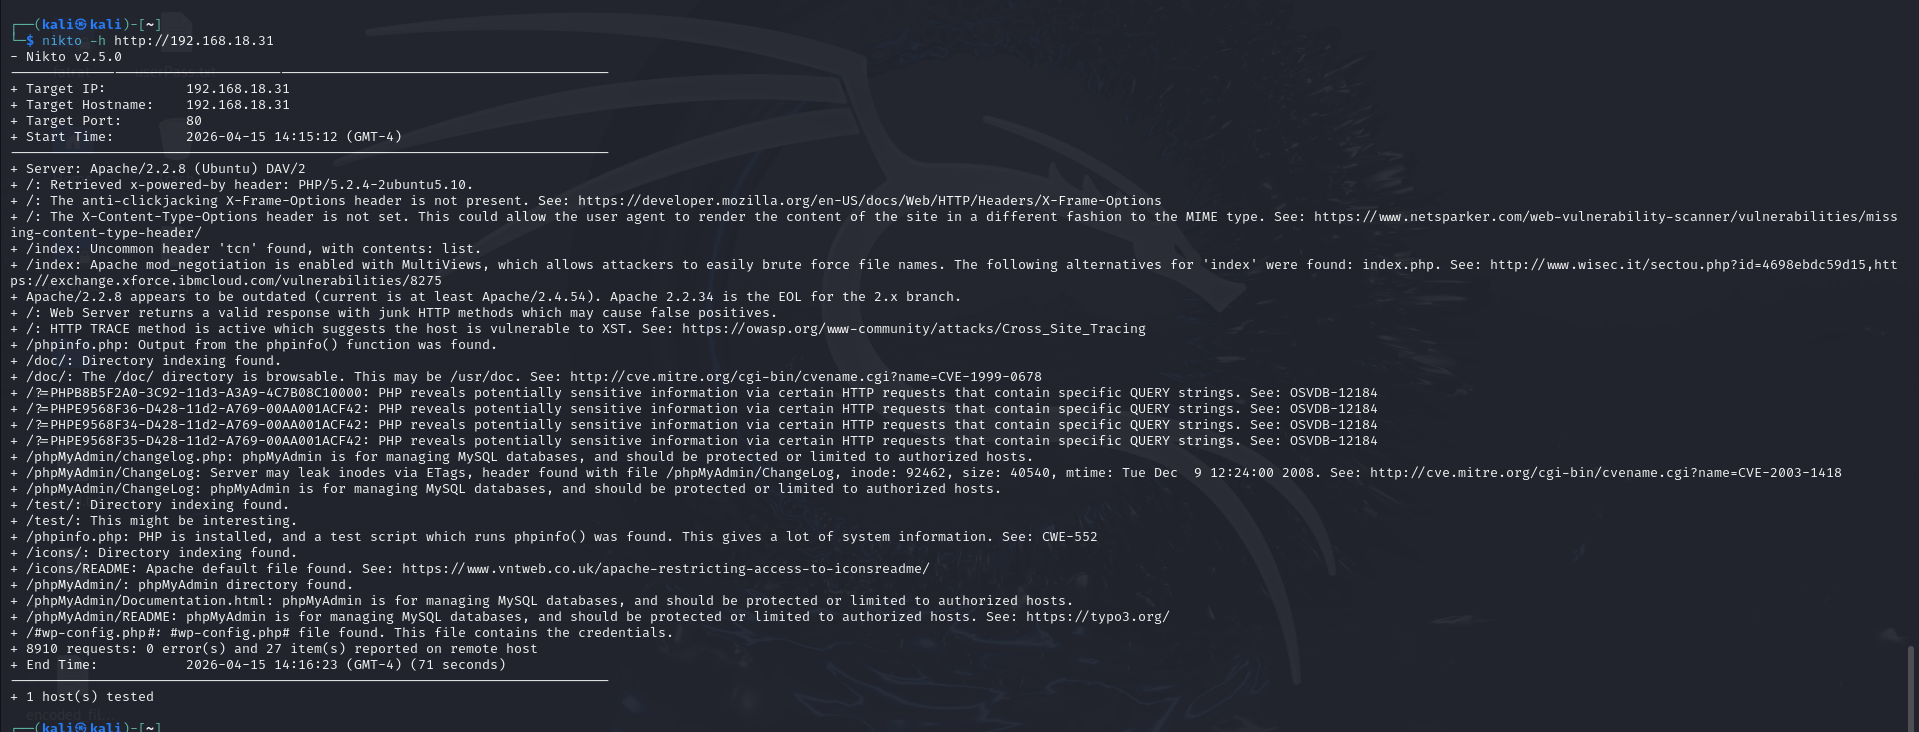 ┌──(kali㉿kali)-[~]
└─$ nikto -h http://192.168.18.31
- Nikto v2.5.0
---------------------------------------------------------------------------
+ Target IP:          192.168.18.31
+ Target Hostname:    192.168.18.31
+ Target Port:        80
+ Start Time:         2026-04-15 14:15:12 (GMT-4)
---------------------------------------------------------------------------
+ Server: Apache/2.2.8 (Ubuntu) DAV/2
+ /: Retrieved x-powered-by header: PHP/5.2.4-2ubuntu5.10.
+ /: The anti-clickjacking X-Frame-Options header is not present. See: https://developer.mozilla.org/en-US/docs/Web/HTTP/Headers/X-Frame-Options
+ /: The X-Content-Type-Options header is not set. This could allow the user agent to render the content of the site in a different fashion to the MIME type. See: https://www.netsparker.com/web-vulnerability-scanner/vulnerabilities/miss
ing-content-type-header/
+ /index: Uncommon header 'tcn' found, with contents: list.
+ /index: Apache mod_negotiation is enabled with MultiViews, which allows attackers to easily brute force file names. The following alternatives for 'index' were found: index.php. See: http://www.wisec.it/sectou.php?id=4698ebdc59d15,htt
ps://exchange.xforce.ibmcloud.com/vulnerabilities/8275
+ Apache/2.2.8 appears to be outdated (current is at least Apache/2.4.54). Apache 2.2.34 is the EOL for the 2.x branch.
+ /: Web Server returns a valid response with junk HTTP methods which may cause false positives.
+ /: HTTP TRACE method is active which suggests the host is vulnerable to XST. See: https://owasp.org/www-community/attacks/Cross_Site_Tracing
+ /phpinfo.php: Output from the phpinfo() function was found.
+ /doc/: Directory indexing found.
+ /doc/: The /doc/ directory is browsable. This may be /usr/doc. See: http://cve.mitre.org/cgi-bin/cvename.cgi?name=CVE-1999-0678
+ /?=PHPB8B5F2A0-3C92-11d3-A3A9-4C7B08C10000: PHP reveals potentially sensitive information via certain HTTP requests that contain specific QUERY strings. See: OSVDB-12184
+ /?=PHPE9568F36-D428-11d2-A769-00AA001ACF42: PHP reveals potentially sensitive information via certain HTTP requests that contain specific QUERY strings. See: OSVDB-12184
+ /?=PHPE9568F34-D428-11d2-A769-00AA001ACF42: PHP reveals potentially sensitive information via certain HTTP requests that contain specific QUERY strings. See: OSVDB-12184
+ /?=PHPE9568F35-D428-11d2-A769-00AA001ACF42: PHP reveals potentially sensitive information via certain HTTP requests that contain specific QUERY strings. See: OSVDB-12184
+ /phpMyAdmin/changelog.php: phpMyAdmin is for managing MySQL databases, and should be protected or limited to authorized hosts.
+ /phpMyAdmin/ChangeLog: Server may leak inodes via ETags, header found with file /phpMyAdmin/ChangeLog, inode: 92462, size: 40540, mtime: Tue Dec  9 12:24:00 2008. See: http://cve.mitre.org/cgi-bin/cvename.cgi?name=CVE-2003-1418
+ /phpMyAdmin/ChangeLog: phpMyAdmin is for managing MySQL databases, and should be protected or limited to authorized hosts.
+ /test/: Directory indexing found.
+ /test/: This might be interesting.
+ /phpinfo.php: PHP is installed, and a test script which runs phpinfo() was found. This gives a lot of system information. See: CWE-552
+ /icons/: Directory indexing found.
+ /icons/README: Apache default file found. See: https://www.vntweb.co.uk/apache-restricting-access-to-iconsreadme/
+ /phpMyAdmin/: phpMyAdmin directory found.
+ /phpMyAdmin/Documentation.html: phpMyAdmin is for managing MySQL databases, and should be protected or limited to authorized hosts.
+ /phpMyAdmin/README: phpMyAdmin is for managing MySQL databases, and should be protected or limited to authorized hosts. See: https://typo3.org/
+ /#wp-config.php#: #wp-config.php# file found. This file contains the credentials.
+ 8910 requests: 0 error(s) and 27 item(s) reported on remote host
+ End Time:           2026-04-15 14:16:23 (GMT-4) (71 seconds)
---------------------------------------------------------------------------
+ 1 host(s) tested
┌──(kali㉿kali)-[~]